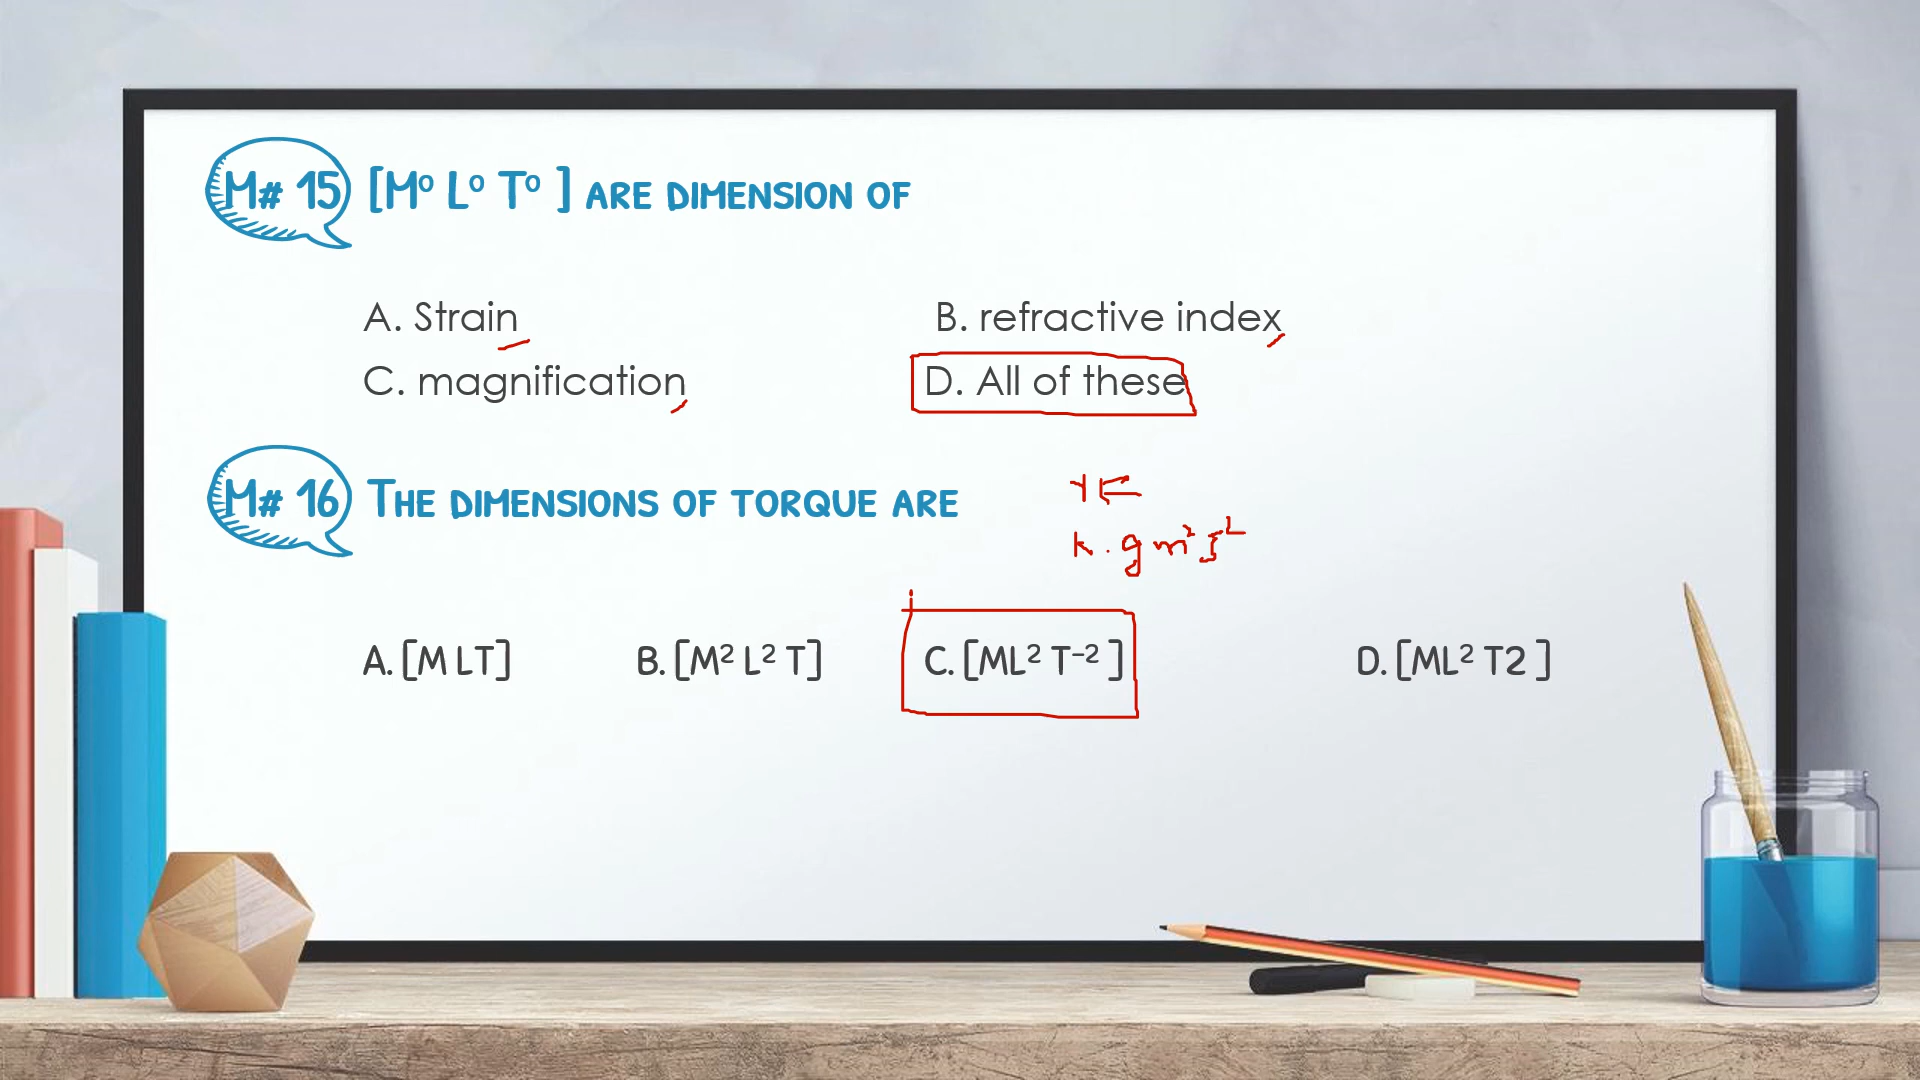 M# 15 [M⁰ L⁰ T⁰ ] ARE DIMENSION OF
A. Strain B. refractive index
C. magnification D. All of these
M# 16 THE DIMENSIONS OF TORQUE ARE
k . g m² s
A. [M LT] B. [M² L² T] C. [ML² T⁻² ] D. [ML² T2 ]